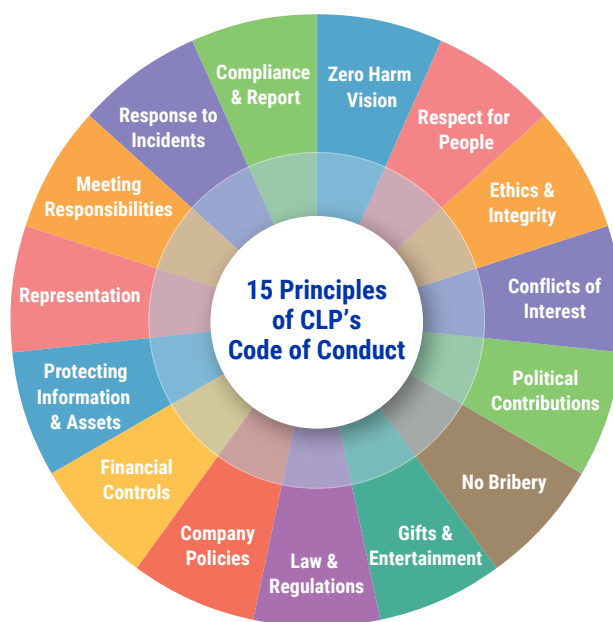 15 Principles
of CLP's
Code of Conduct
Zero Harm
Vision
Respect for
People
Ethics &
Integrity
Conflicts of
Interest
Political
Contributions
No Bribery
Gifts &
Entertainment
Law &
Regulations
Company
Policies
Financial
Controls
Protecting
Information
& Assets
Representation
Meeting
Responsibilities
Response to
Incidents
Compliance
& Report